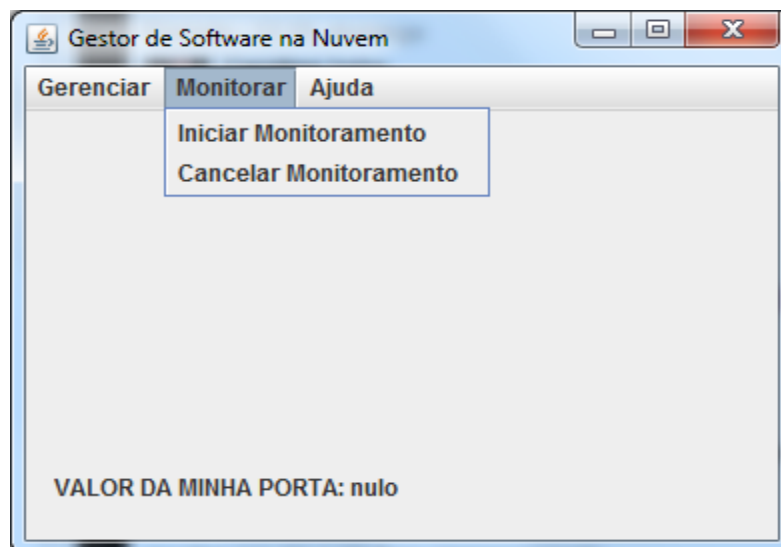 Gestor de Software na Nuvem
Gerenciar Monitorar Ajuda
Iniciar Monitoramento
Cancelar Monitoramento
VALOR DA MINHA PORTA: nulo